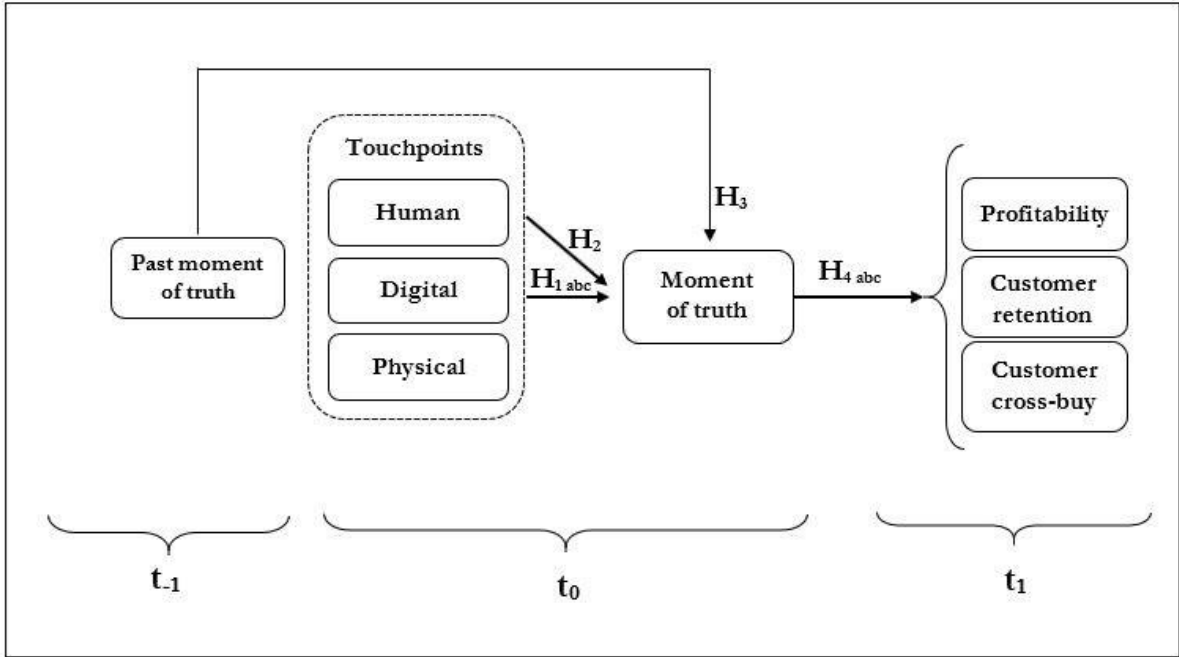 Touchpoints
Human
Digital
Physical
Past moment
of truth
H₃
H₂
H₁ abc
Moment
of truth
H₄ abc
Profitability
Customer
retention
Customer
cross-buy
t₋₁
t₀
t₁